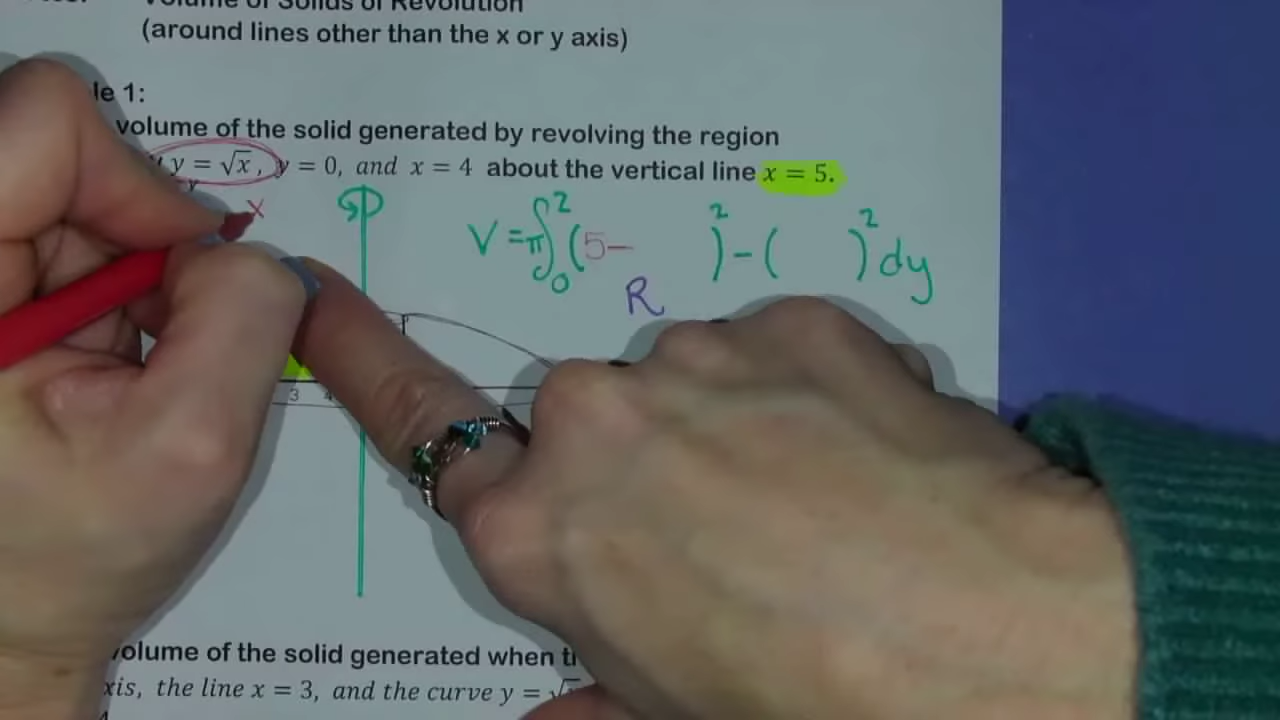 Volume of Solids of Revolution
(around lines other than the x or y axis)
le 1:
volume of the solid generated by revolving the region
y y = √x, y = 0, and x = 4 about the vertical line x = 5.
x
V = π∫₀² (5− )² − ( )² dy
R
3 4
volume of the solid generated when
xis, the line x = 3, and the curve y = √